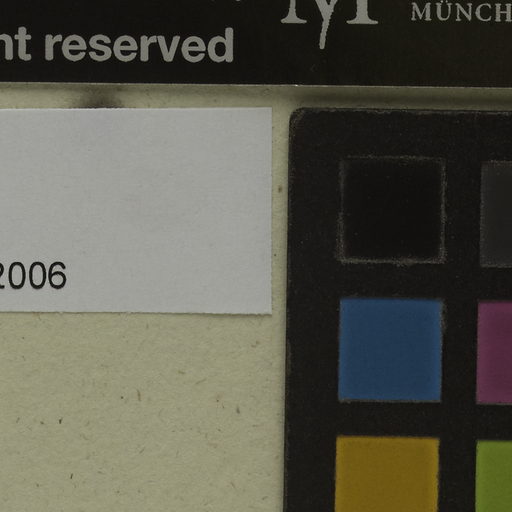 M
MÜNCH
nt reserved
2006